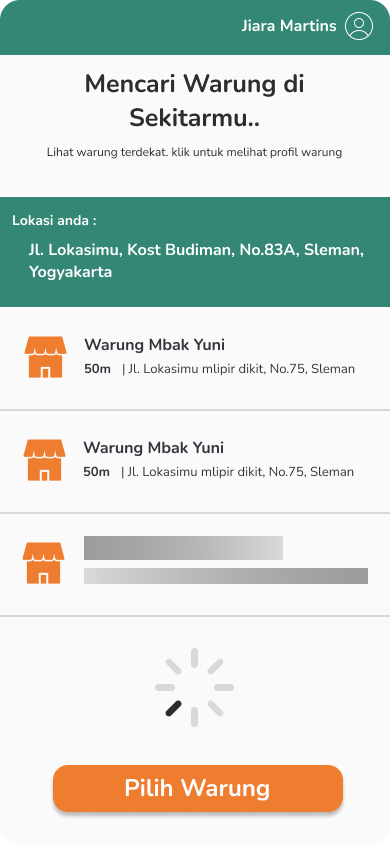 Jiara Martins
Mencari Warung di
Sekitarmu..
Lihat warung terdekat. klik untuk melihat profil warung
Lokasi anda :
Jl. Lokasimu, Kost Budiman, No.83A, Sleman,
Yogyakarta
Warung Mbak Yuni
50m | Jl. Lokasimu mlipir dikit, No.75, Sleman
Warung Mbak Yuni
50m | Jl. Lokasimu mlipir dikit, No.75, Sleman
Pilih Warung